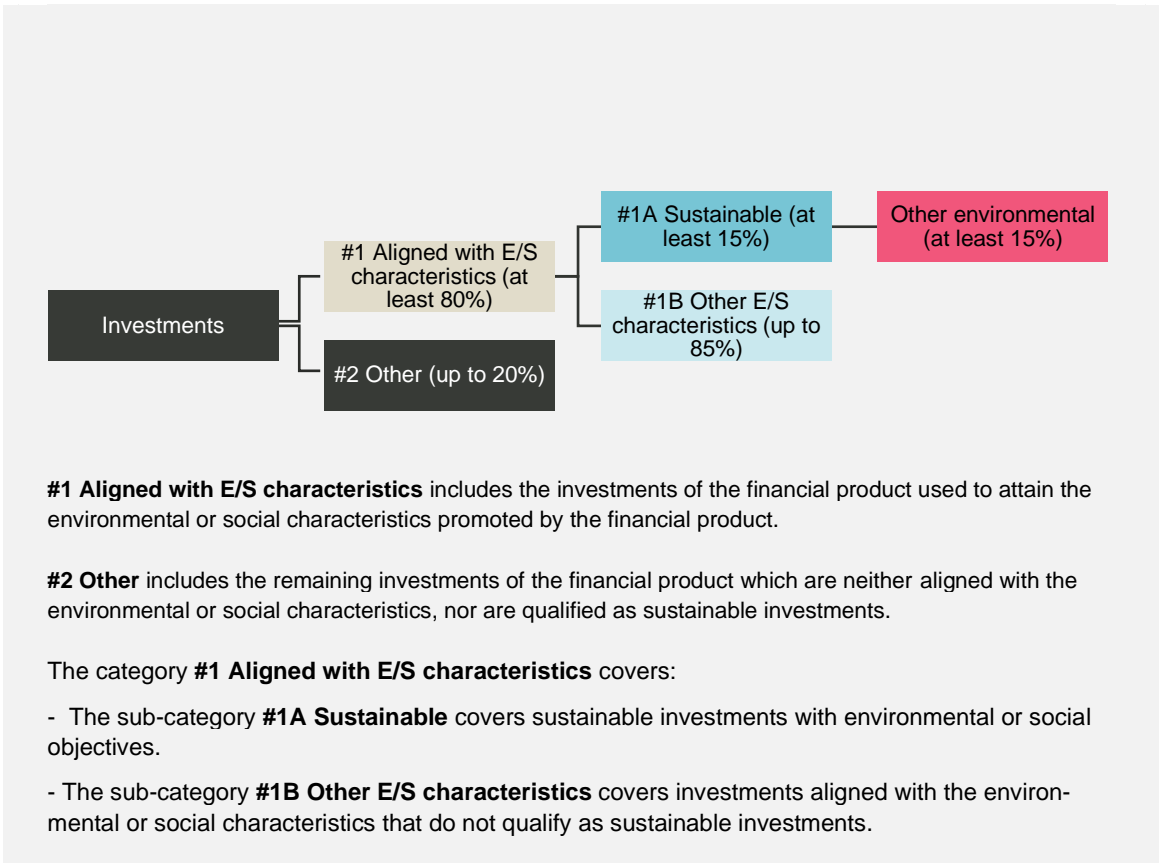 Investments
#1 Aligned with E/S
characteristics (at
least 80%)
#2 Other (up to 20%)
#1A Sustainable (at
least 15%)
#1B Other E/S
characteristics (up to
85%)
Other environmental
(at least 15%)
#1 Aligned with E/S characteristics includes the investments of the financial product used to attain the
environmental or social characteristics promoted by the financial product.
#2 Other includes the remaining investments of the financial product which are neither aligned with the
environmental or social characteristics, nor are qualified as sustainable investments.
The category #1 Aligned with E/S characteristics covers:
- The sub-category #1A Sustainable covers sustainable investments with environmental or social
objectives.
- The sub-category #1B Other E/S characteristics covers investments aligned with the environ-
mental or social characteristics that do not qualify as sustainable investments.